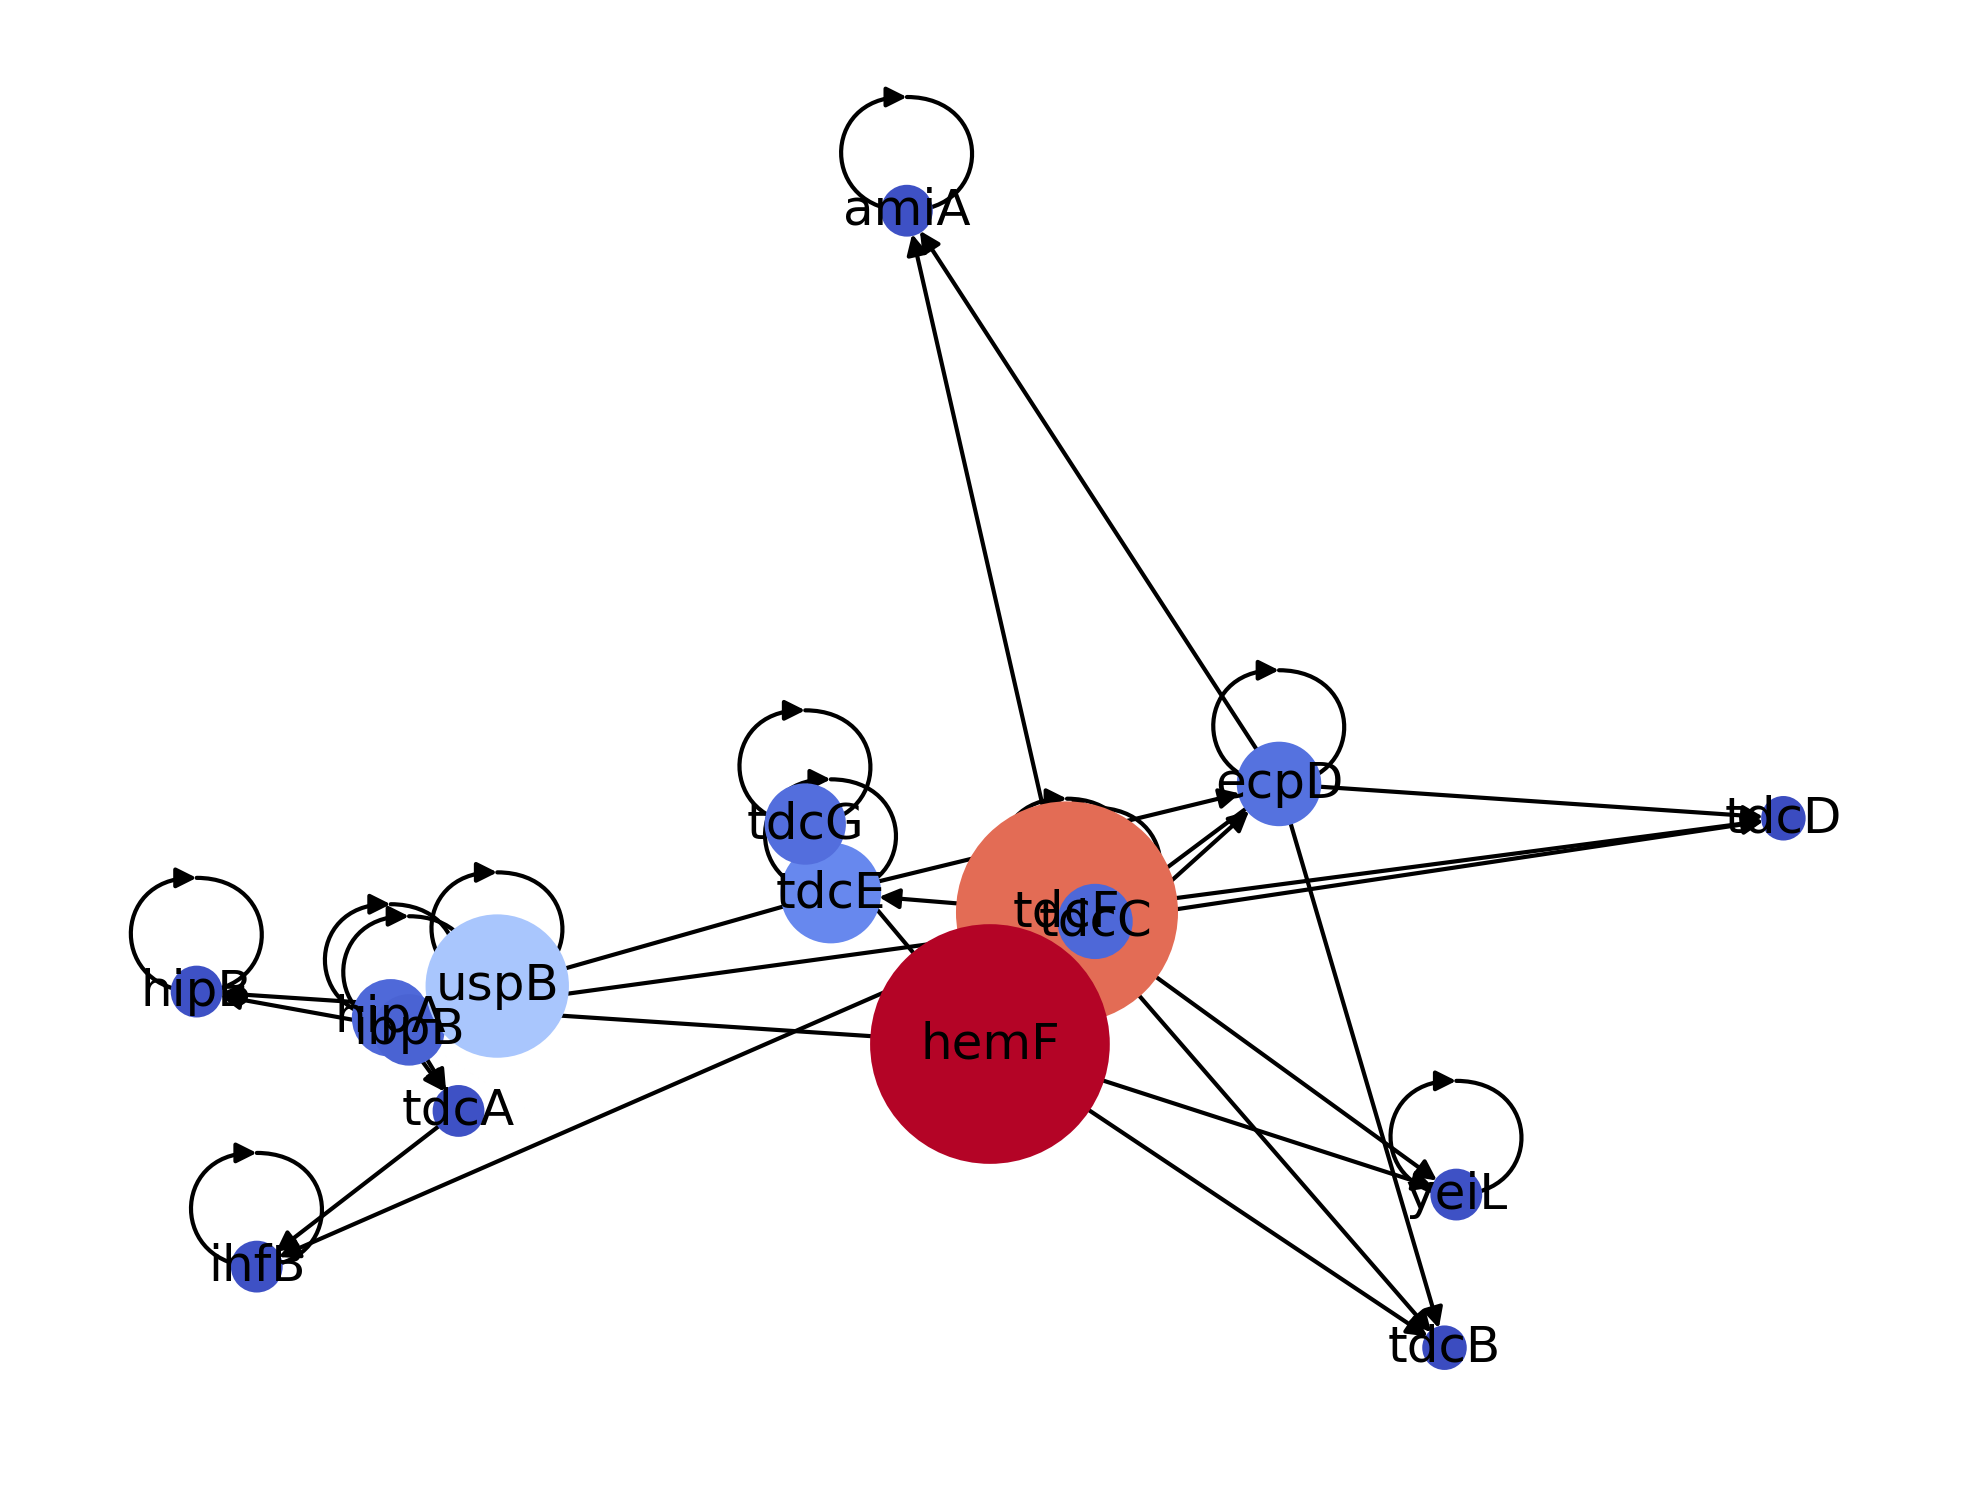 amiA
ecpD
tdcD
tdcG
tdcE
tdcF
tdcC
uspB
hipB
hipA
ibpB
hemF
tdcA
yeiL
ihfB
tdcB